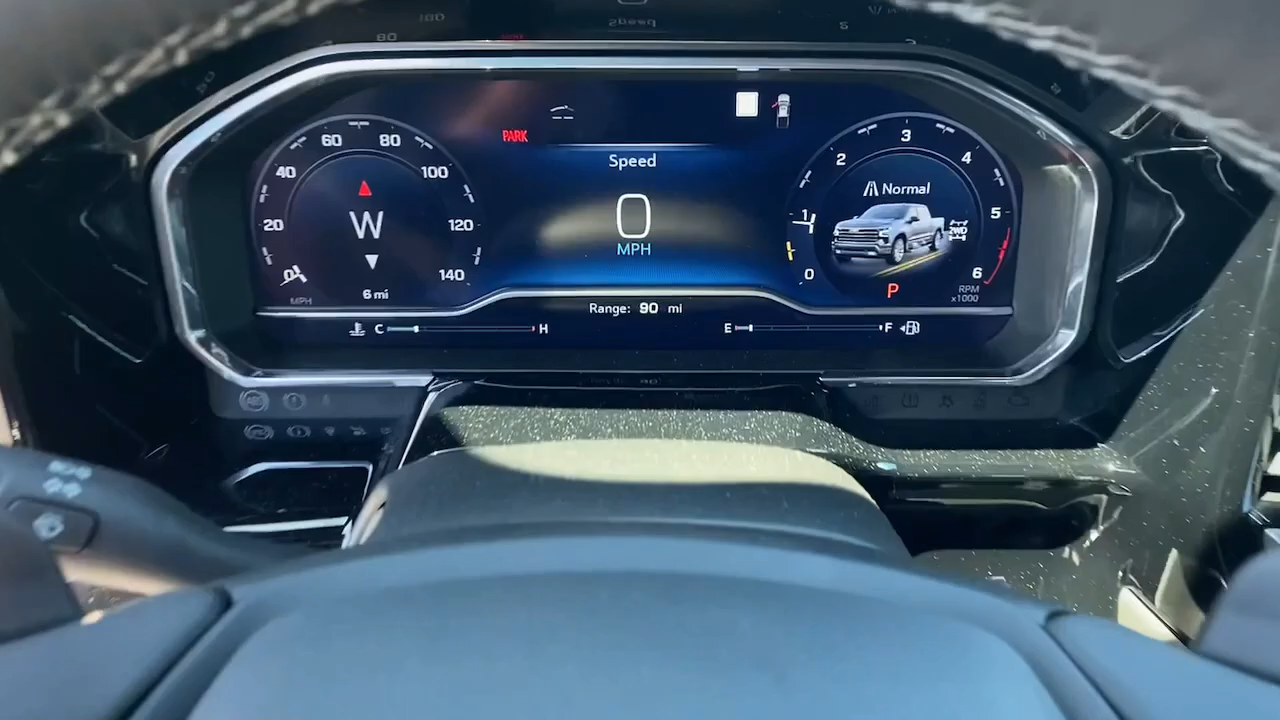 Speed
PARK
60 80
40 100
20 120
140
W
MPH
6 mi
Speed
0
MPH
Range: 90 mi
C H
E F
3
2 4
1 5
0 6
Normal
2WD
P
RPM
x1000